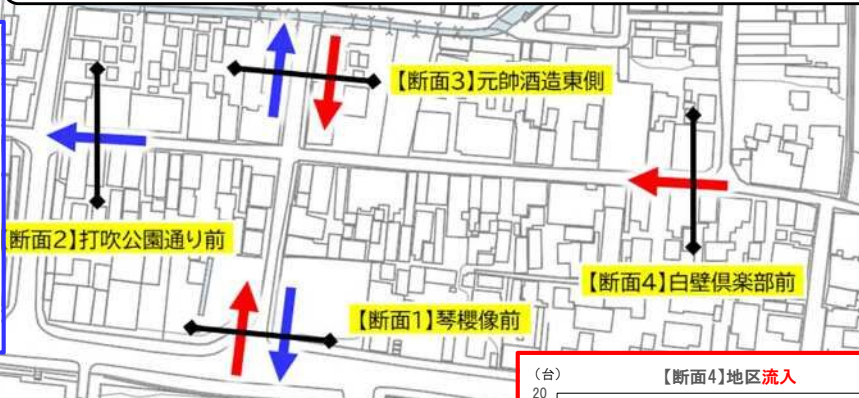 【断面3】元帥酒造東側
【断面2】打吹公園通り前
【断面4】白壁倶楽部前
【断面1】琴櫻像前
(台)
【断面4】地区流入
20